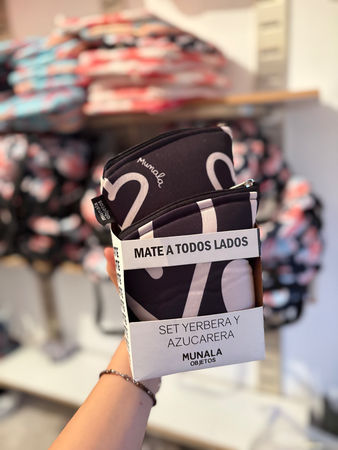 Munala
MATE A TODOS LADOS
SET YERBERA Y
AZUCARERA
MUNALA
OBJETOS